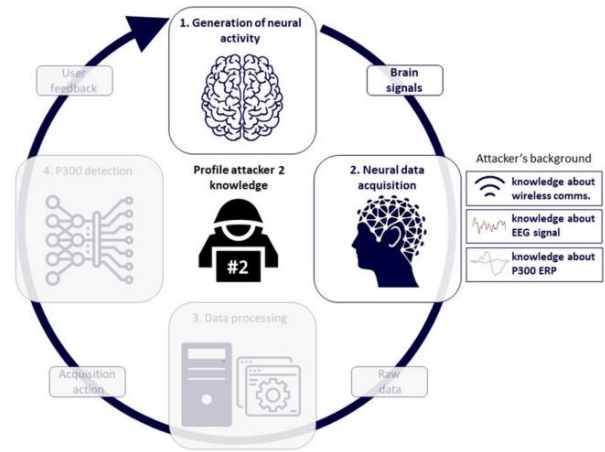 1. Generation of neural
activity
User
feedback
Brain
signals
4. P300 detection
Profile attacker 2
knowledge
#2
2. Neural data
acquisition
Attacker's background
knowledge about
wireless comms.
knowledge about
EEG signal
knowledge about
P300 ERP
3. Data processing
Acquisition
action
Raw
data